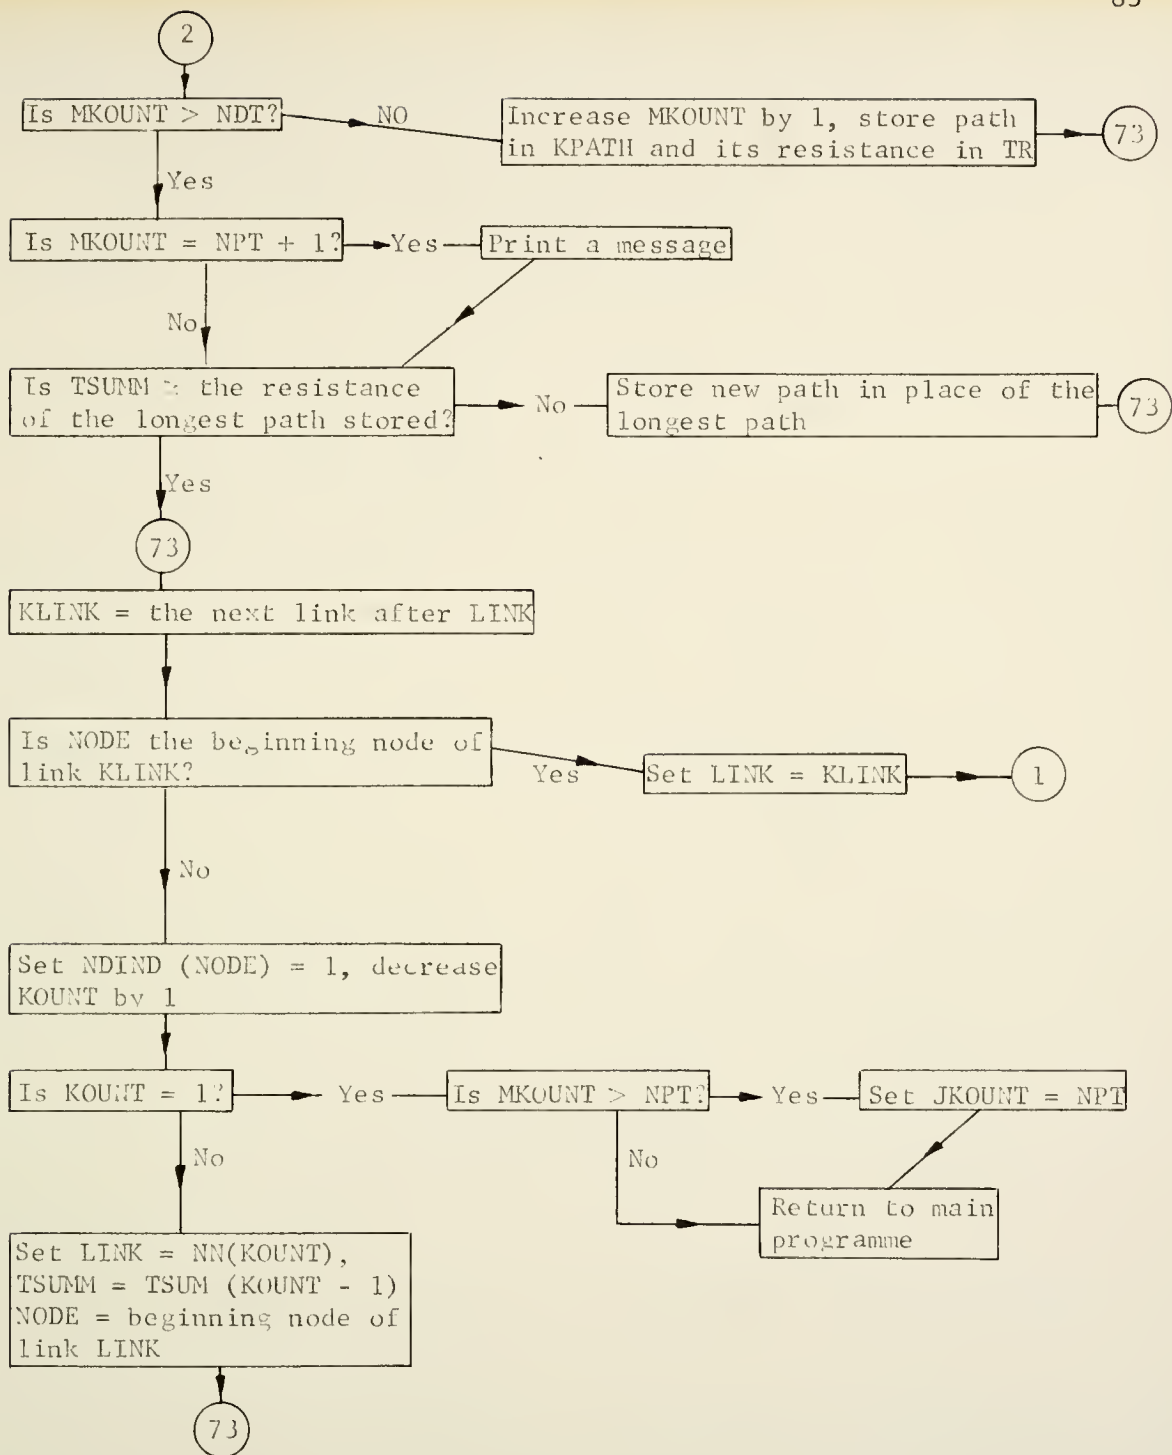 2
Is MKOUNT > NDT?
NO
Increase MKOUNT by 1, store path
in KPATH and its resistance in TR
73
Yes
Is MKOUNT = NPT + 1?
Yes
Print a message
No
Is TSUMM the resistance
of the longest path stored?
No
Store new path in place of the
longest path
73
Yes
73
KLINK = the next link after LINK
Is NODE the beginning node of
link KLINK?
Yes
Set LINK = KLINK
1
No
Set NDIND (NODE) = 1, decrease
KOUNT by 1
Is KOUNT = 1?
Yes
Is MKOUNT > NPT?
Yes
Set JKOUNT = NPT
No
No
Return to main
programme
Set LINK = NN(KOUNT),
TSUMM = TSUM (KOUNT - 1)
NODE = beginning node of
link LINK
73